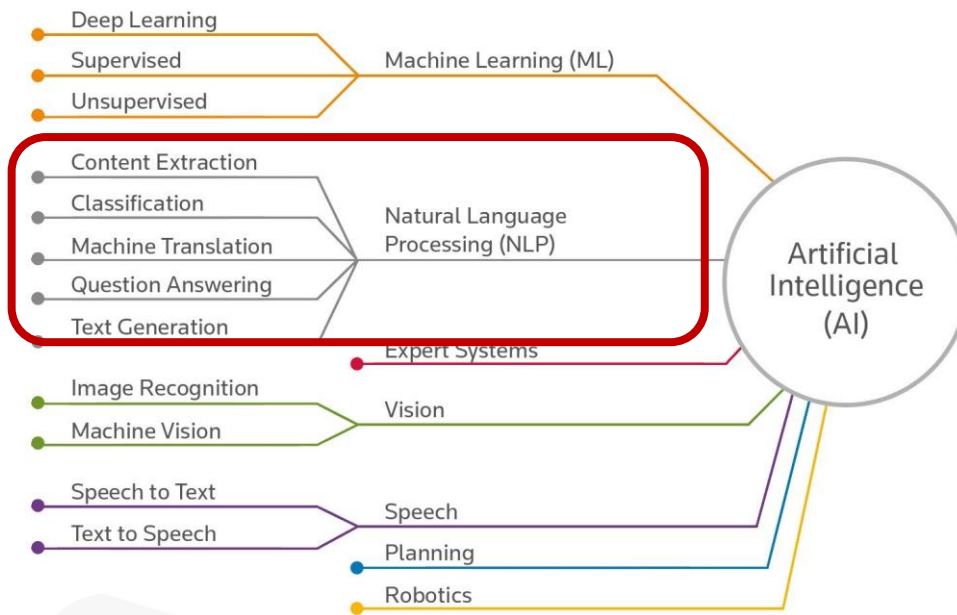 Deep Learning
Supervised
Unsupervised
Machine Learning (ML)
Content Extraction
Classification
Machine Translation
Question Answering
Text Generation
Natural Language
Processing (NLP)
Expert Systems
Image Recognition
Machine Vision
Vision
Speech to Text
Text to Speech
Speech
Planning
Robotics
Artificial
Intelligence
(AI)